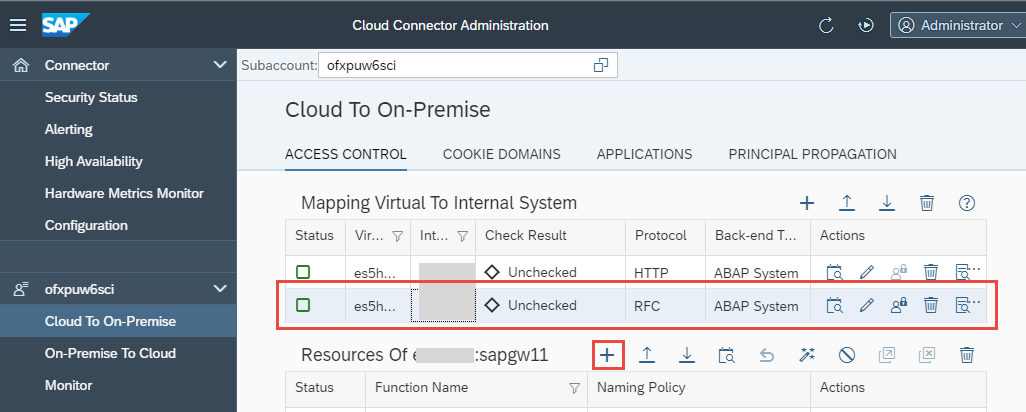 SAP Cloud Connector Administration Administrator
Connector
Security Status
Alerting
High Availability
Hardware Metrics Monitor
Configuration
ofxpuw6sci
Cloud To On-Premise
On-Premise To Cloud
Monitor
Subaccount: ofxpuw6sci
Cloud To On-Premise
ACCESS CONTROL COOKIE DOMAINS APPLICATIONS PRINCIPAL PROPAGATION
Mapping Virtual To Internal System
Status Vir... Int... Check Result Protocol Back-end T... Actions
es5h... Unchecked HTTP ABAP System
es5h... Unchecked RFC ABAP System
Resources Of e :sapgw11
Status Function Name Naming Policy Actions